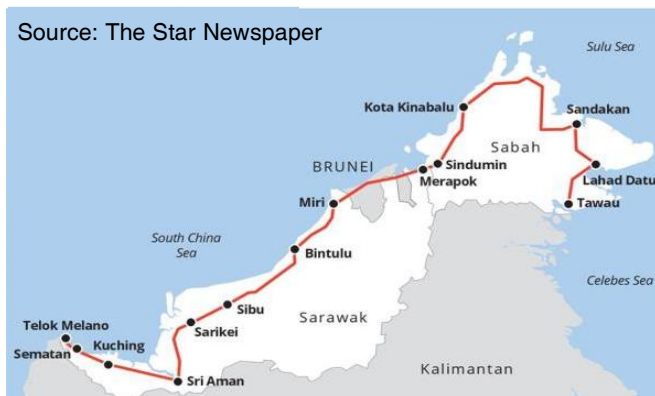 Source: The Star Newspaper
Sulu Sea
Kota Kinabalu
Sandakan
Sabah
BRUNEI
Sindumin
Merapok
Lahad Datu
Miri
Tawau
South China
Sea
Bintulu
Celebes Sea
Sibu
Sarawak
Telok Melano
Sarikei
Kuching
Sematan
Kalimantan
Sri Aman